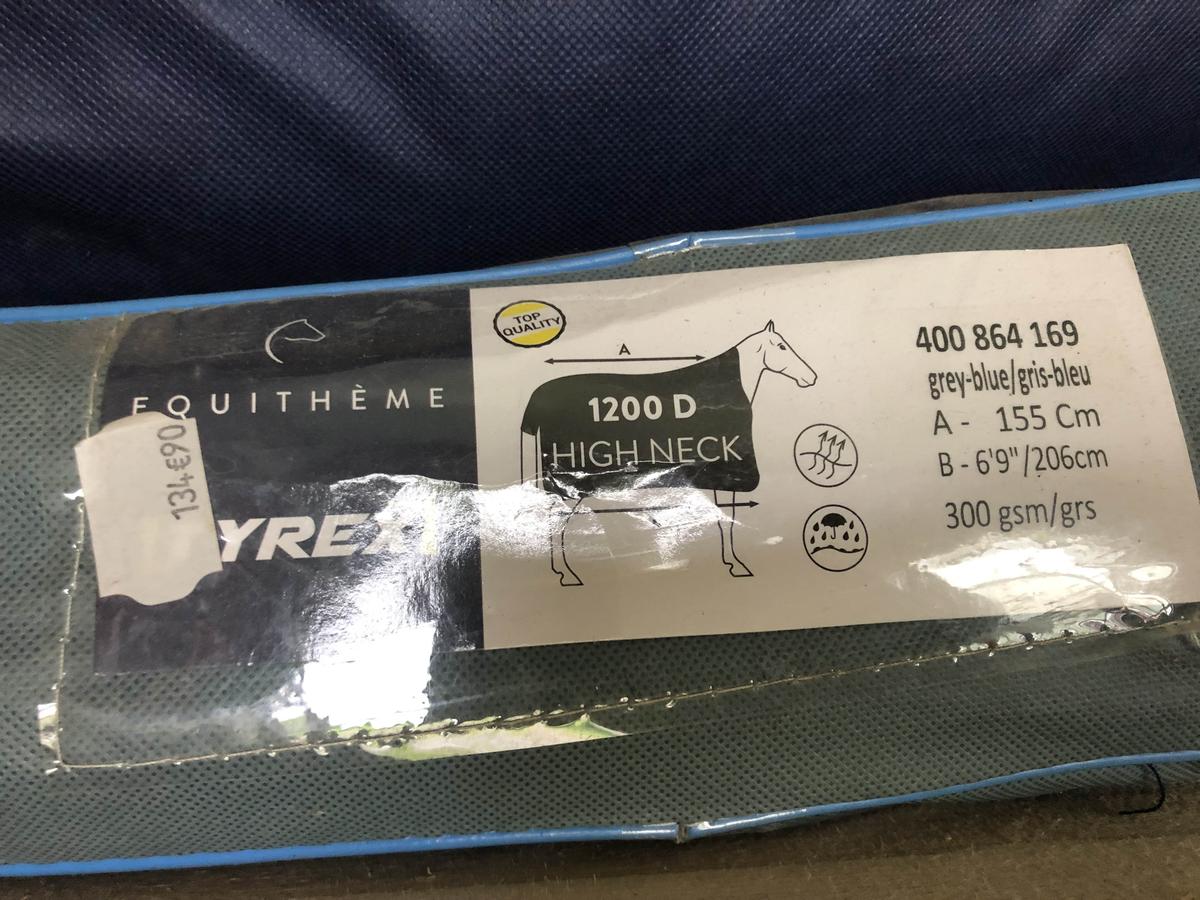 EQUITHÈME
134€90
YREX
TOP
QUALITY
A
1200 D
HIGH NECK
400 864 169
grey-blue/gris-bleu
A - 155 Cm
B - 6'9"/206cm
300 gsm/grs